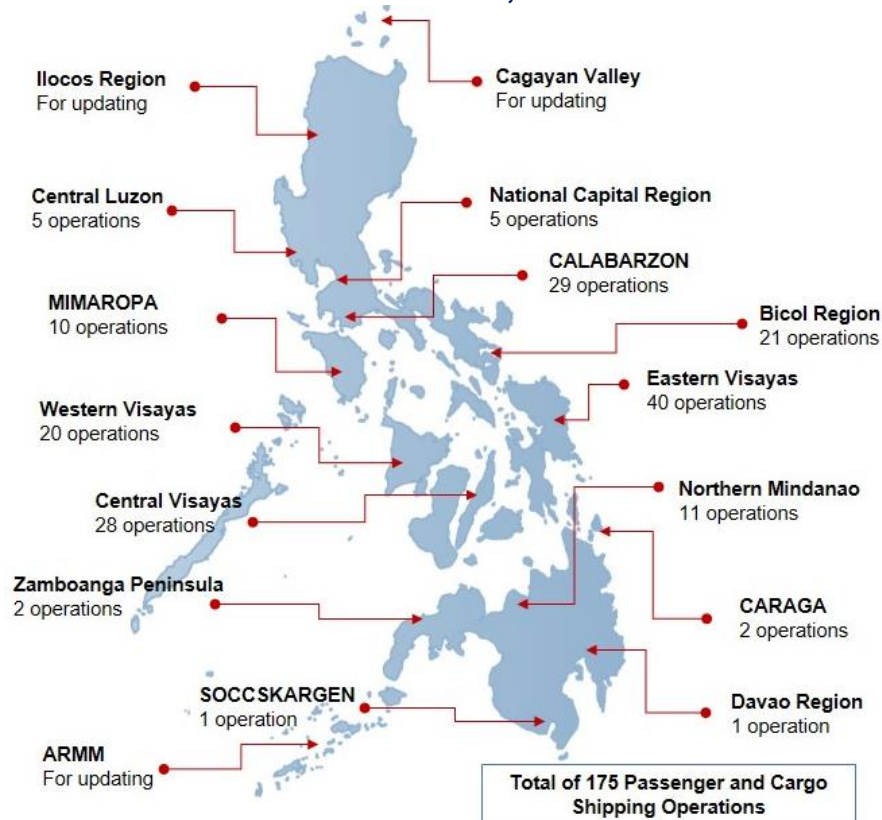 Ilocos Region
For updating
Cagayan Valley
For updating
Central Luzon
5 operations
National Capital Region
5 operations
CALABARZON
29 operations
MIMAROPA
10 operations
Bicol Region
21 operations
Eastern Visayas
40 operations
Western Visayas
20 operations
Northern Mindanao
11 operations
Central Visayas
28 operations
Zamboanga Peninsula
2 operations
CARAGA
2 operations
SOCCSKARGEN
1 operation
Davao Region
1 operation
ARMM
For updating
Total of 175 Passenger and Cargo
Shipping Operations